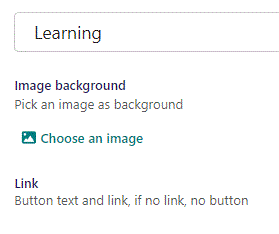 Learning
Image background
Pick an image as background
Choose an image
Link
Button text and link, if no link, no button